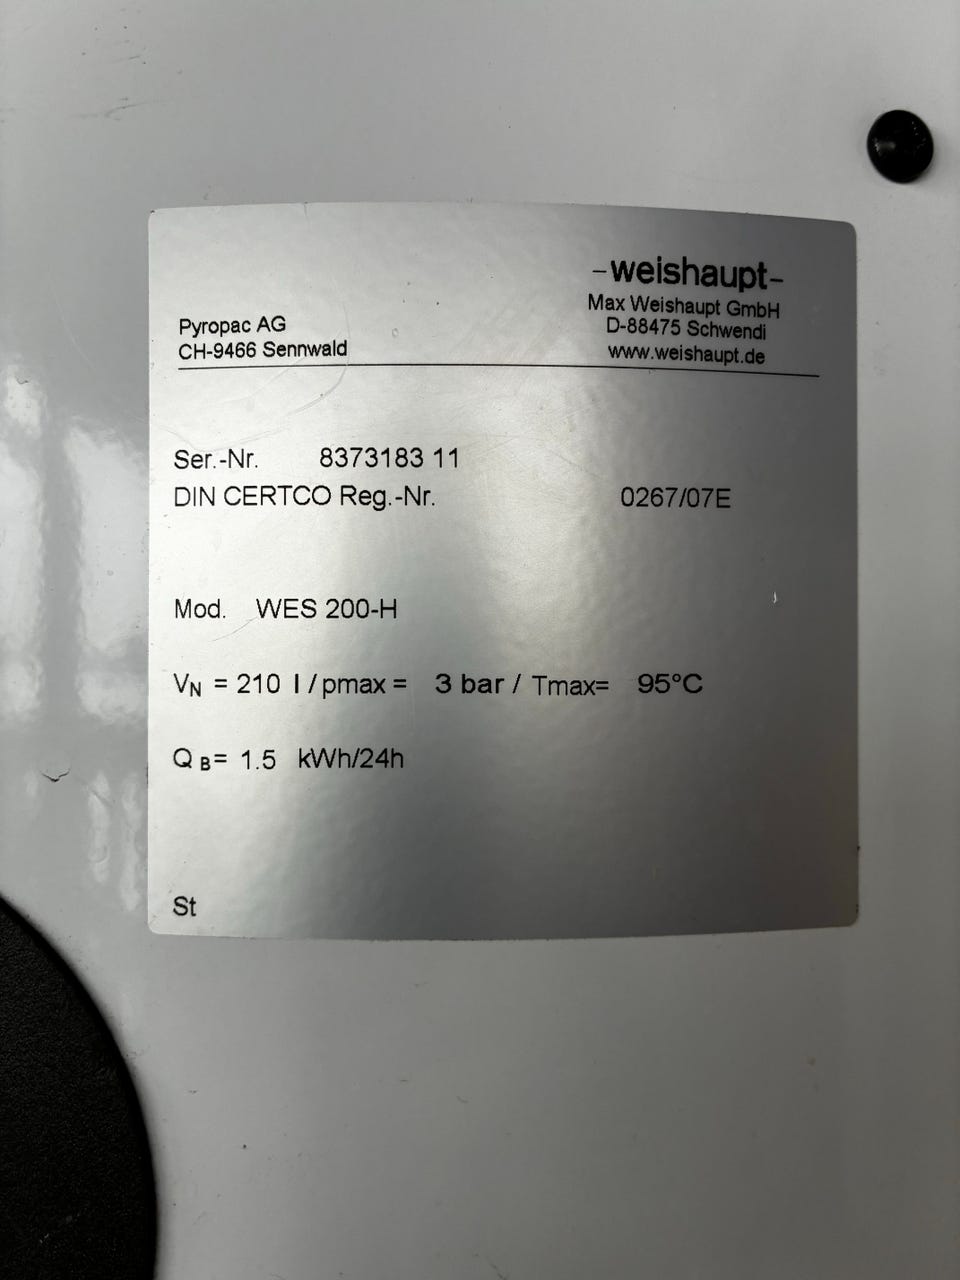 -weishaupt-
Max Weishaupt GmbH
D-88475 Schwendi
www.weishaupt.de
Pyropac AG
CH-9466 Sennwald
Ser.-Nr. 8373183 11
DIN CERTCO Reg.-Nr. 0267/07E
Mod. WES 200-H
VN = 210 l / pmax = 3 bar / Tmax= 95°C
Q B= 1.5 kWh/24h
St